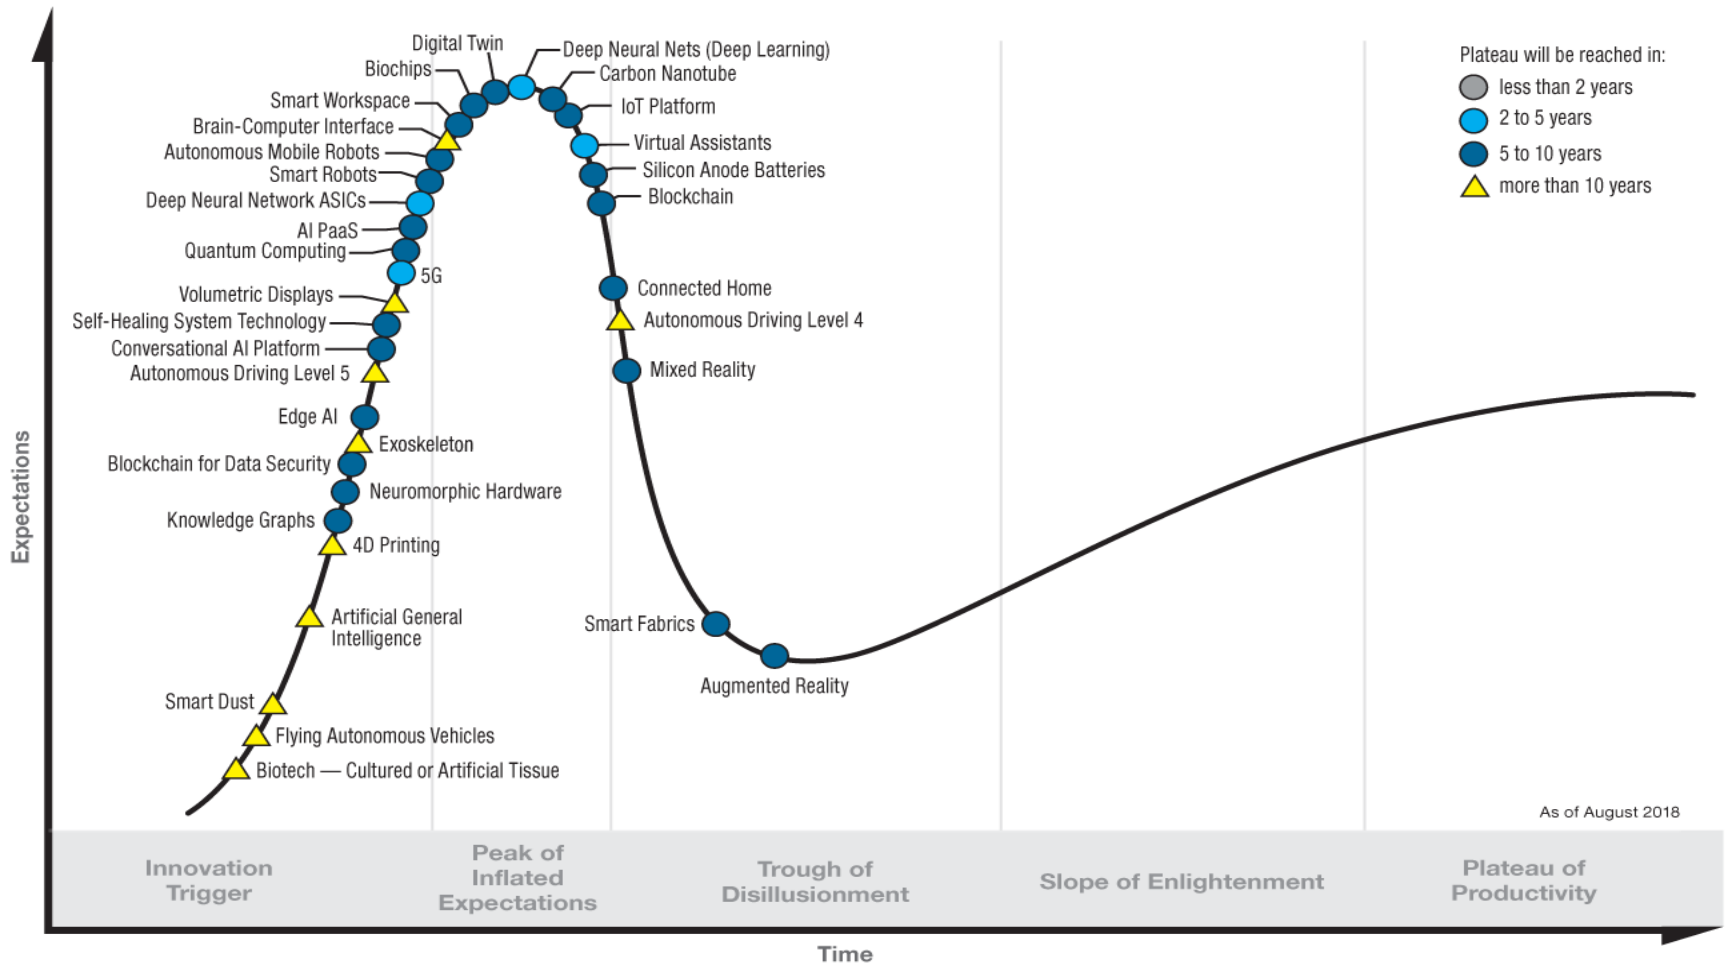 Digital Twin
Deep Neural Nets (Deep Learning)
Biochips
Carbon Nanotube
Smart Workspace
IoT Platform
Brain-Computer Interface
Virtual Assistants
Autonomous Mobile Robots
Silicon Anode Batteries
Smart Robots
Blockchain
Deep Neural Network ASICs
AI PaaS
Quantum Computing
5G
Connected Home
Volumetric Displays
Autonomous Driving Level 4
Self-Healing System Technology
Conversational AI Platform
Mixed Reality
Autonomous Driving Level 5
Edge AI
Exoskeleton
Blockchain for Data Security
Neuromorphic Hardware
Knowledge Graphs
4D Printing
Artificial General
Intelligence
Smart Fabrics
Augmented Reality
Smart Dust
Flying Autonomous Vehicles
Biotech — Cultured or Artificial Tissue
Plateau will be reached in:
less than 2 years
2 to 5 years
5 to 10 years
more than 10 years
As of August 2018
Expectations
Innovation
Trigger
Peak of
Inflated
Expectations
Trough of
Disillusionment
Slope of Enlightenment
Plateau of
Productivity
Time